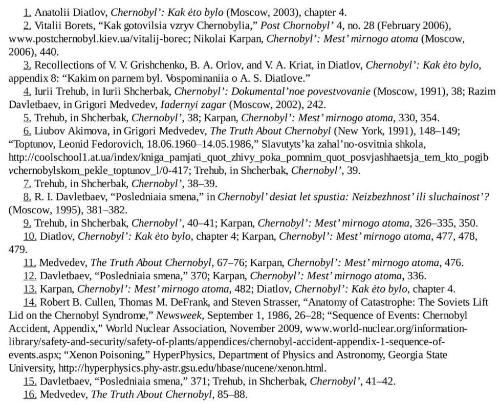 1. Anatolii Diatlov, Chernobyl’: Kak ėto bylo (Moscow, 2003), chapter 4.
2. Vitalii Borets, “Kak gotovilsia vzryv Chernobylia,” Post Chornobyl’ 4, no. 28 (February 2006),
www.postchernobyl.kiev.ua/vitalij-borec; Nikolai Karpan, Chernobyl’: Mest’ mirnogo atoma (Moscow,
2006), 440.
3. Recollections of V. V. Grishchenko, B. A. Orlov, and V. A. Kriat, in Diatlov, Chernobyl’: Kak ėto bylo,
appendix 8: “Kakim on parnem byl. Vospominaniia o A. S. Diatlove.”
4. Iurii Trehub, in Iurii Shcherbak, Chernobyl’: Dokumental’noe povestvovanie (Moscow, 1991), 38; Razim
Davletbaev, in Grigori Medvedev, Iadernyi zagar (Moscow, 2002), 242.
5. Trehub, in Shcherbak, Chernobyl’, 38; Karpan, Chernobyl’: Mest’ mirnogo atoma, 330, 354.
6. Liubov Akimova, in Grigori Medvedev, The Truth About Chernobyl (New York, 1991), 148–149;
“Toptunov, Leonid Fedorovich, 18.06.1960–14.05.1986,” Slavutyts’ka zahal’no-osvitnia shkola,
http://coolschool1.at.ua/index/kniga_pamjati_quot_zhivy_poka_pomnim_quot_posvjashhaetsja_tem_kto_pogib
vchernobylskom_pekle_toptunov_l/0-417; Trehub, in Shcherbak, Chernobyl’, 39.
7. Trehub, in Shcherbak, Chernobyl’, 38–39.
8. R. I. Davletbaev, “Posledniaia smena,” in Chernobyl’ desiat let spustia: Neizbezhnost’ ili sluchainost’?
(Moscow, 1995), 381–382.
9. Trehub, in Shcherbak, Chernobyl’, 40–41; Karpan, Chernobyl’: Mest’ mirnogo atoma, 326–335, 350.
10. Diatlov, Chernobyl’: Kak ėto bylo, chapter 4; Karpan, Chernobyl’: Mest’ mirnogo atoma, 477, 478,
479.
11. Medvedev, The Truth About Chernobyl, 67–76; Karpan, Chernobyl’: Mest’ mirnogo atoma, 476.
12. Davletbaev, “Posledniaia smena,” 370; Karpan, Chernobyl’: Mest’ mirnogo atoma, 336.
13. Karpan, Chernobyl’: Mest’ mirnogo atoma, 482; Diatlov, Chernobyl’: Kak ėto bylo, chapter 4.
14. Robert B. Cullen, Thomas M. DeFrank, and Steven Strasser, “Anatomy of Catastrophe: The Soviets Lift
Lid on the Chernobyl Syndrome,” Newsweek, September 1, 1986, 26–28; “Sequence of Events: Chernobyl
Accident, Appendix,” World Nuclear Association, November 2009, www.world-nuclear.org/information-
library/safety-and-security/safety-of-plants/appendices/chernobyl-accident-appendix-1-sequence-of-
events.aspx; “Xenon Poisoning,” HyperPhysics, Department of Physics and Astronomy, Georgia State
University, http://hyperphysics.phy-astr.gsu.edu/hbase/nucene/xenon.html.
15. Davletbaev, “Posledniaia smena,” 371; Trehub, in Shcherbak, Chernobyl’, 41–42.
16. Medvedev, The Truth About Chernobyl, 85–88.